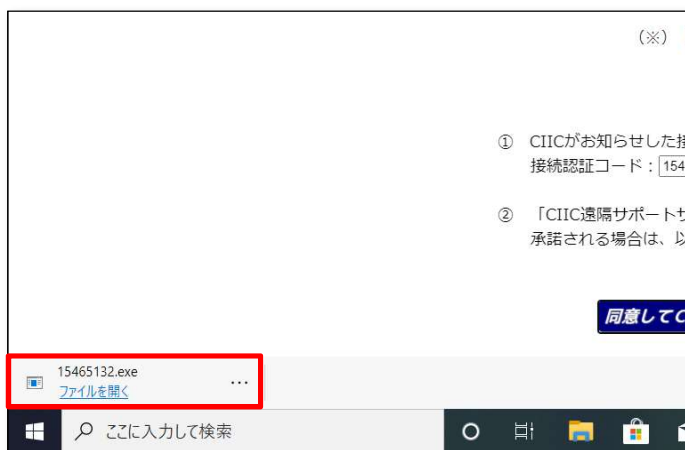 (※)
① CIICがお知らせした接
接続認証コード：154
② 「CIIC遠隔サポートサ
承諾される場合は、以
同意してC
15465132.exe
ファイルを開く
ここに入力して検索